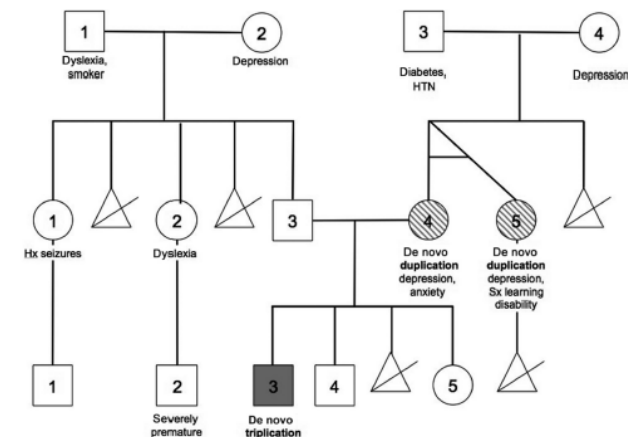 1 2 3 4
Dyslexia,
smoker
Depression
Diabetes,
HTN
Depression
1 2 3 4 5
Hx seizures
Dyslexia
De novo
duplication
depression,
anxiety
De novo
duplication
depression,
Sx learning
disability
1 2 3 4 5
Severely
premature
De novo
triplication